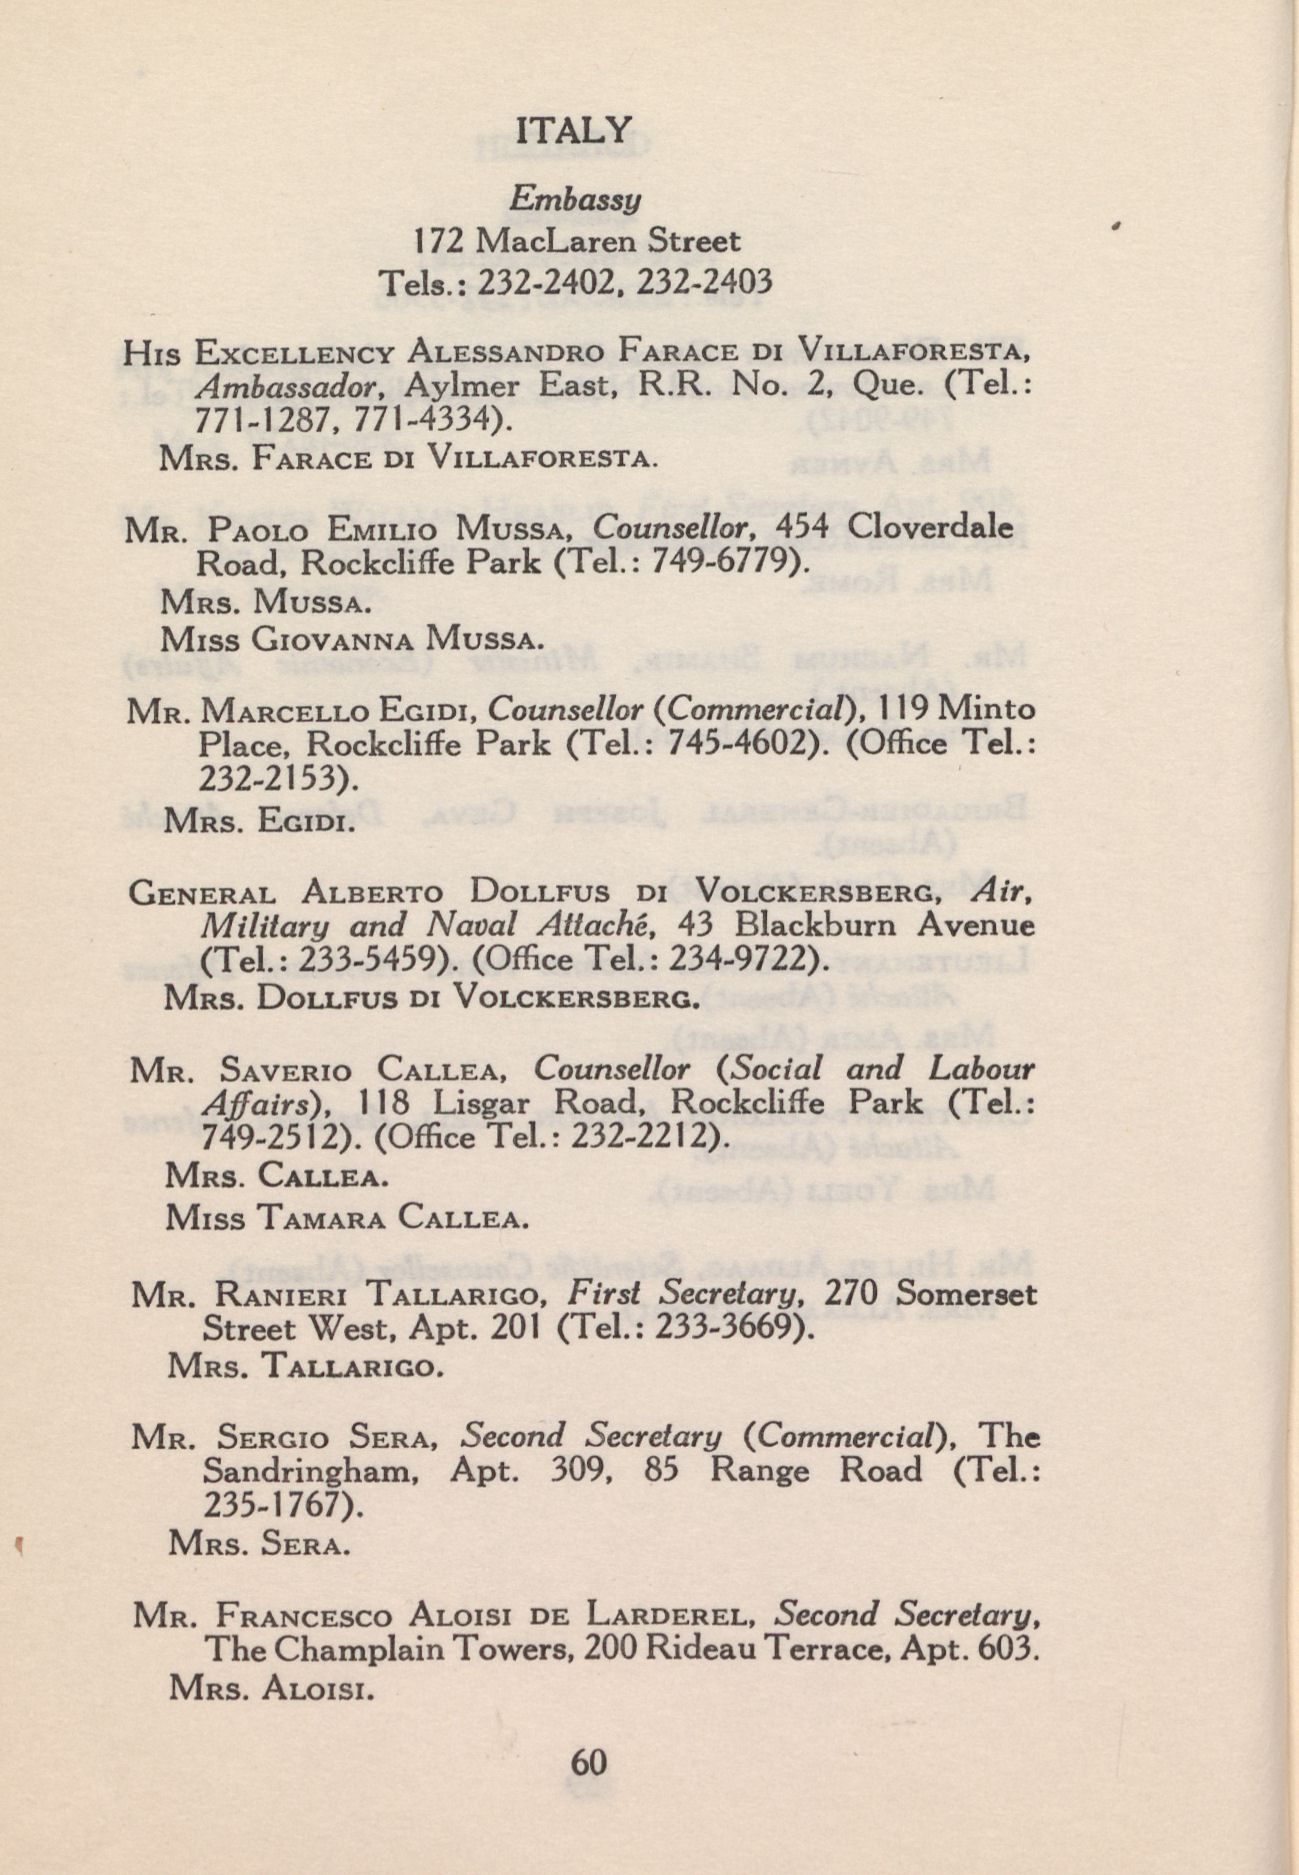 ITALY
Embassy
172 MacLaren Street
Tels.: 232-2402, 232-2403
HIS EXCELLENCY ALESSANDRO FARACE DI VILLAFORESTA,
Ambassador, Aylmer East, R.R. No. 2, Que. (Tel.:
771-1287, 771-4334).
MRS. FARACE DI VILLAFORESTA.
MR. PAOLO EMILIO MUSSA, Counsellor, 454 Cloverdale
Road, Rockcliffe Park (Tel.: 749-6779).
MRS. MUSSA.
MISS GIOVANNA MUSSA.
MR. MARCELLO EGIDI, Counsellor (Commercial), 119 Minto
Place, Rockcliffe Park (Tel.: 745-4602). (Office Tel.:
232-2153).
MRS. EGIDI.
GENERAL ALBERTO DOLLFUS DI VOLCKERSBERG, Air,
Military and Naval Attaché, 43 Blackburn Avenue
(Tel.: 233-5459). (Office Tel.: 234-9722).
MRS. DOLLFUS DI VOLCKERSBERG.
MR. SAVERIO CALLEA, Counsellor (Social and Labour
Affairs), 118 Lisgar Road, Rockcliffe Park (Tel.:
749-2512). (Office Tel.: 232-2212).
MRS. CALLEA.
MISS TAMARA CALLEA.
MR. RANIERI TALLARIGO, First Secretary, 270 Somerset
Street West, Apt. 201 (Tel.: 233-3669).
MRS. TALLARIGO.
MR. SERGIO SERA, Second Secretary (Commercial), The
Sandringham, Apt. 309, 85 Range Road (Tel.:
235-1767).
MRS. SERA.
MR. FRANCESCO ALOISI DE LARDEREL, Second Secretary,
The Champlain Towers, 200 Rideau Terrace, Apt. 603.
MRS. ALOISI.
60